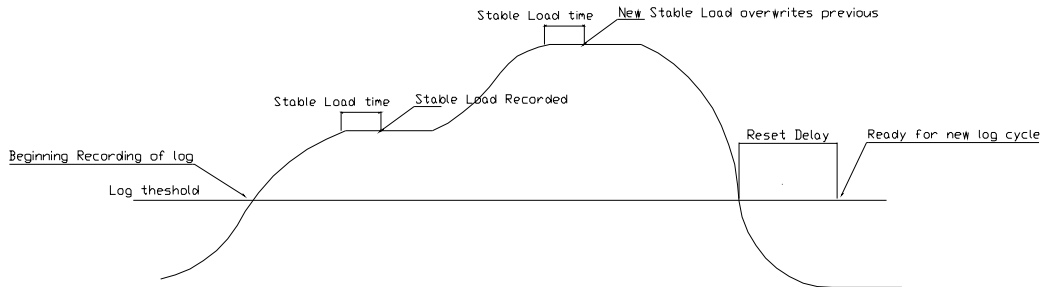 Stable Load time
New Stable Load overwrites previous
Stable Load time
Stable Load Recorded
Reset Delay
Ready for new log cycle
Beginning Recording of log
Log theshold